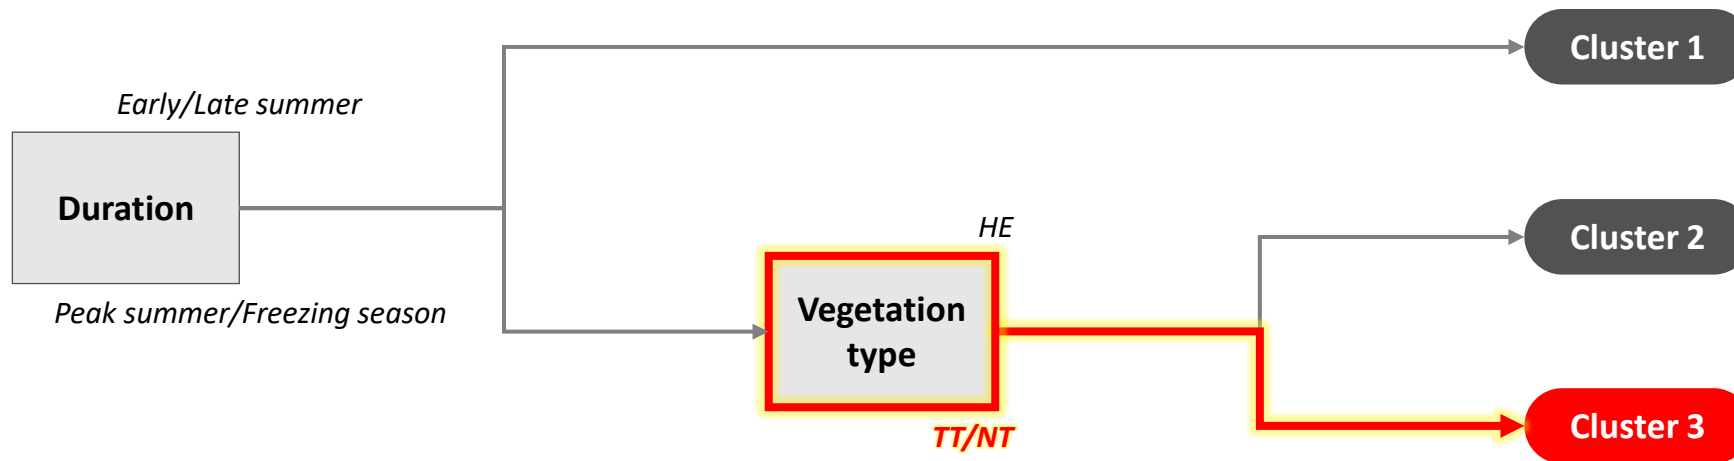 Cluster 1
Early/Late summer
Duration
Cluster 2
HE
Peak summer/Freezing season
Vegetation
type
TT/NT
Cluster 3